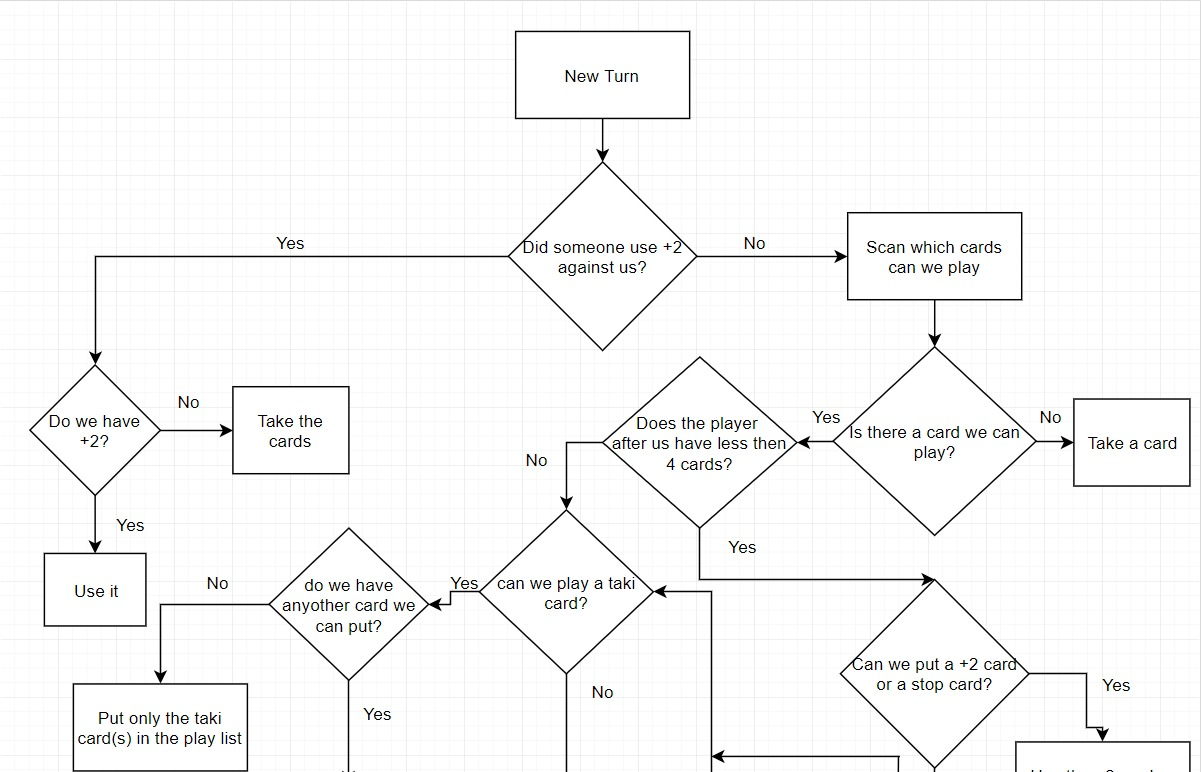 New Turn
Yes
Did someone use +2
against us?
No
Scan which cards
can we play
Do we have
+2?
No
Take the
cards
Does the player
after us have less then
4 cards?
Yes
Is there a card we can
play?
No
Take a card
No
Yes
Use it
Yes
No
do we have
anyother card we
can put?
Yes
can we play a taki
card?
Can we put a +2 card
or a stop card?
Yes
Put only the taki
card(s) in the play list
Yes
No